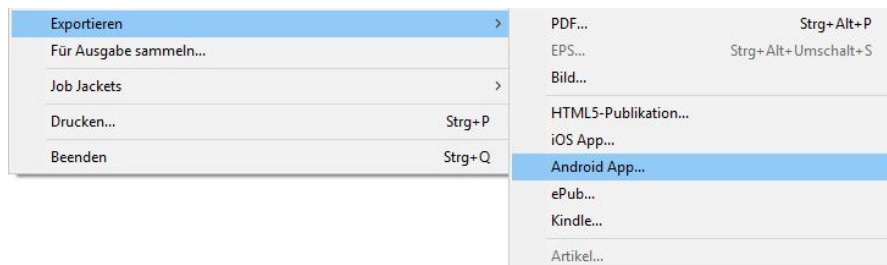 Exportieren
Für Ausgabe sammeln...
Job Jackets
Drucken... Strg+P
Beenden Strg+Q
PDF... Strg+Alt+P
EPS... Strg+Alt+Umschalt+S
Bild...
HTML5-Publikation...
iOS App...
Android App...
ePub...
Kindle...
Artikel...